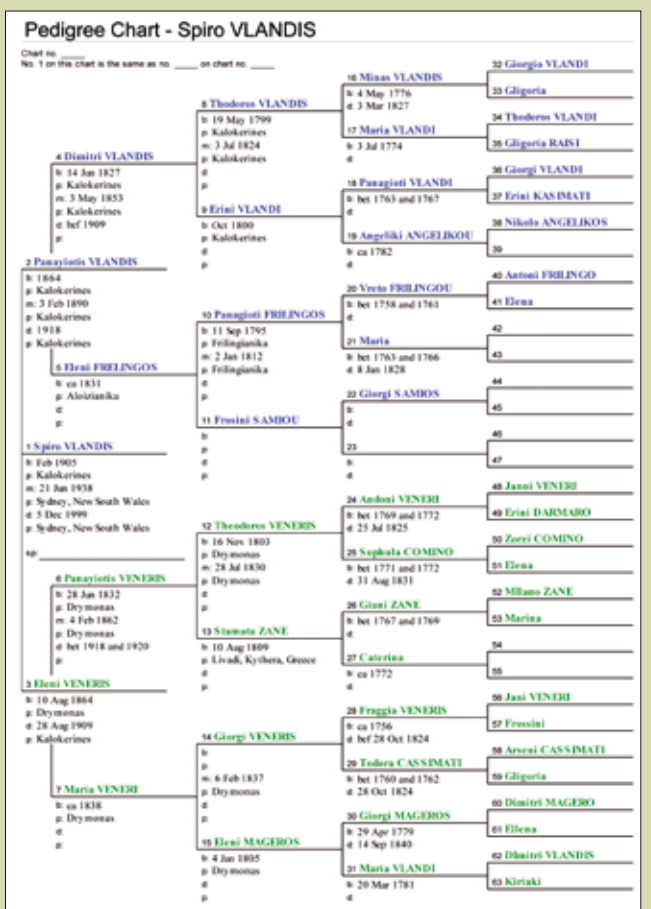 Pedigree Chart - Spiro VLANDIS
Chart no. _____
No. 1 on this chart is the same as no. _____ on chart no. _____
1 Spiro VLANDIS
b: Feb 1905
p: Kalokerines
m: 21 Jun 1938
p: Sydney, New South Wales
d: 5 Dec 1999
p: Sydney, New South Wales
sp:
2 Panayiotis VLANDIS
b: 1864
p: Kalokerines
m: 3 Feb 1890
p: Kalokerines
d: 1918
p: Kalokerines
3 Eleni VENERIS
b: 10 Aug 1864
p: Drymonas
d: 28 Aug 1909
p: Kalokerines
4 Dimitri VLANDIS
b: 14 Jun 1827
p: Kalokerines
m: 3 May 1853
p: Kalokerines
d: bef 1909
p:
5 Eleni FRELINGOS
b: ca 1831
p: Aloizianika
d:
p:
6 Panayiotis VENERIS
b: 28 Jun 1832
p: Drymonas
m: 4 Feb 1862
p: Drymonas
d: bet 1918 and 1920
p:
7 Maria VENERI
b: ca 1838
p: Drymonas
d:
p:
8 Thodoros VLANDIS
b: 19 May 1799
p: Kalokerines
m: 3 Jul 1824
p: Kalokerines
d:
p:
9 Erini VLANDI
b: Oct 1800
p: Kalokerines
d:
p:
10 Panagioti FRILINGOS
b: 11 Sep 1795
p: Frilingianika
m: 2 Jan 1812
p: Frilingianika
d:
p:
11 Frosini SAMIOU
b:
p:
d:
p:
12 Theodoros VENERIS
b: 16 Nov 1803
p: Drymonas
m: 28 Jul 1830
p: Drymonas
d:
p:
13 Stamata ZANE
b: 10 Aug 1809
p: Livadi, Kythera, Greece
d:
p:
14 Giorgi VENERIS
b:
p:
m: 6 Feb 1837
p: Drymonas
d:
p:
15 Eleni MAGEROS
b: 4 Jan 1805
p: Drymonas
d:
p:
16 Minas VLANDIS
b: 4 May 1776
d: 3 Mar 1827
17 Maria VLANDI
b: 3 Jul 1774
d:
18 Panagioti VLANDI
b: bet 1763 and 1767
d:
19 Angeliki ANGELIKOU
b: ca 1782
d:
20 Vreto FRILINGOU
b: bet 1758 and 1761
d:
21 Maria
b: bet 1763 and 1766
d: 8 Jan 1828
22 Giorgi SAMIOS
b:
d:
23
b:
d:
24 Andoni VENERI
b: bet 1769 and 1772
d: 25 Jul 1825
25 Sophula COMINO
b: bet 1771 and 1772
d: 31 Aug 1831
26 Giani ZANE
b: bet 1767 and 1769
d:
27 Caterina
b: ca 1772
d:
28 Fraggia VENERIS
b: ca 1756
d: bef 28 Oct 1824
29 Todora CASSIMATI
b: bet 1760 and 1762
d: 28 Oct 1824
30 Giorgi MAGEROS
b: 29 Apr 1779
d: 14 Sep 1840
31 Maria VLANDI
b: 20 Mar 1781
d:
32 Giorgio VLANDI
33 Gligoria
34 Thodoros VLANDI
35 Gligoria RAISI
36 Giorgi VLANDI
37 Erini KASIMATI
38 Nikolo ANGELIKOS
39
40 Antoni FRILINGO
41 Elena
42
43
44
45
46
47
48 Janni VENERI
49 Erini DARMARO
50 Zorzi COMINO
51 Elena
52 Milano ZANE
53 Marina
54
55
56 Jani VENERI
57 Frossini
58 Arseni CASSIMATI
59 Gligoria
60 Dimitri MAGERO
61 Ellena
62 Dimitri VLANDIS
63 Kiriaki